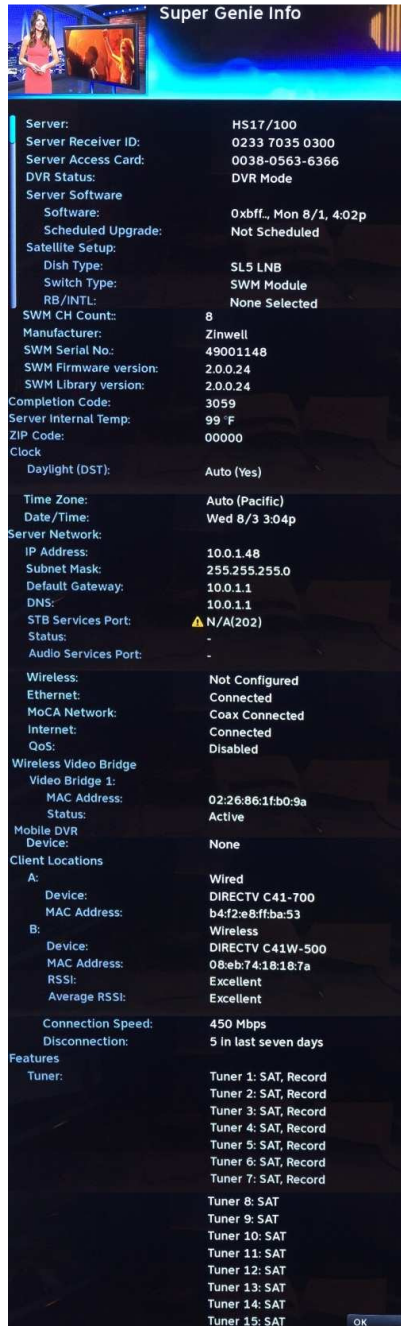 Super Genie Info
Server: HS17/100
Server Receiver ID: 0233 7035 0300
Server Access Card: 0038-0563-6366
DVR Status: DVR Mode
Server Software
Software: 0xbff.., Mon 8/1, 4:02p
Scheduled Upgrade: Not Scheduled
Satellite Setup:
Dish Type: SL5 LNB
Switch Type: SWM Module
RB/INTL: None Selected
SWM CH Count:: 8
Manufacturer: Zinwell
SWM Serial No.: 49001148
SWM Firmware version: 2.0.0.24
SWM Library version: 2.0.0.24
Completion Code: 3059
Server Internal Temp: 99 °F
ZIP Code: 00000
Clock
Daylight (DST): Auto (Yes)
Time Zone: Auto (Pacific)
Date/Time: Wed 8/3 3:04p
Server Network:
IP Address: 10.0.1.48
Subnet Mask: 255.255.255.0
Default Gateway: 10.0.1.1
DNS: 10.0.1.1
STB Services Port: N/A(202)
Status: -
Audio Services Port: -
Wireless: Not Configured
Ethernet: Connected
MoCA Network: Coax Connected
Internet: Connected
QoS: Disabled
Wireless Video Bridge
Video Bridge 1:
MAC Address: 02:26:86:1f:b0:9a
Status: Active
Mobile DVR
Device: None
Client Locations
A: Wired
Device: DIRECTV C41-700
MAC Address: b4:f2:e8:ff:ba:53
B: Wireless
Device: DIRECTV C41W-500
MAC Address: 08:eb:74:18:18:7a
RSSI: Excellent
Average RSSI: Excellent
Connection Speed: 450 Mbps
Disconnection: 5 in last seven days
Features
Tuner: Tuner 1: SAT, Record
Tuner 2: SAT, Record
Tuner 3: SAT, Record
Tuner 4: SAT, Record
Tuner 5: SAT, Record
Tuner 6: SAT, Record
Tuner 7: SAT, Record
Tuner 8: SAT
Tuner 9: SAT
Tuner 10: SAT
Tuner 11: SAT
Tuner 12: SAT
Tuner 13: SAT
Tuner 14: SAT
Tuner 15: SAT
OK